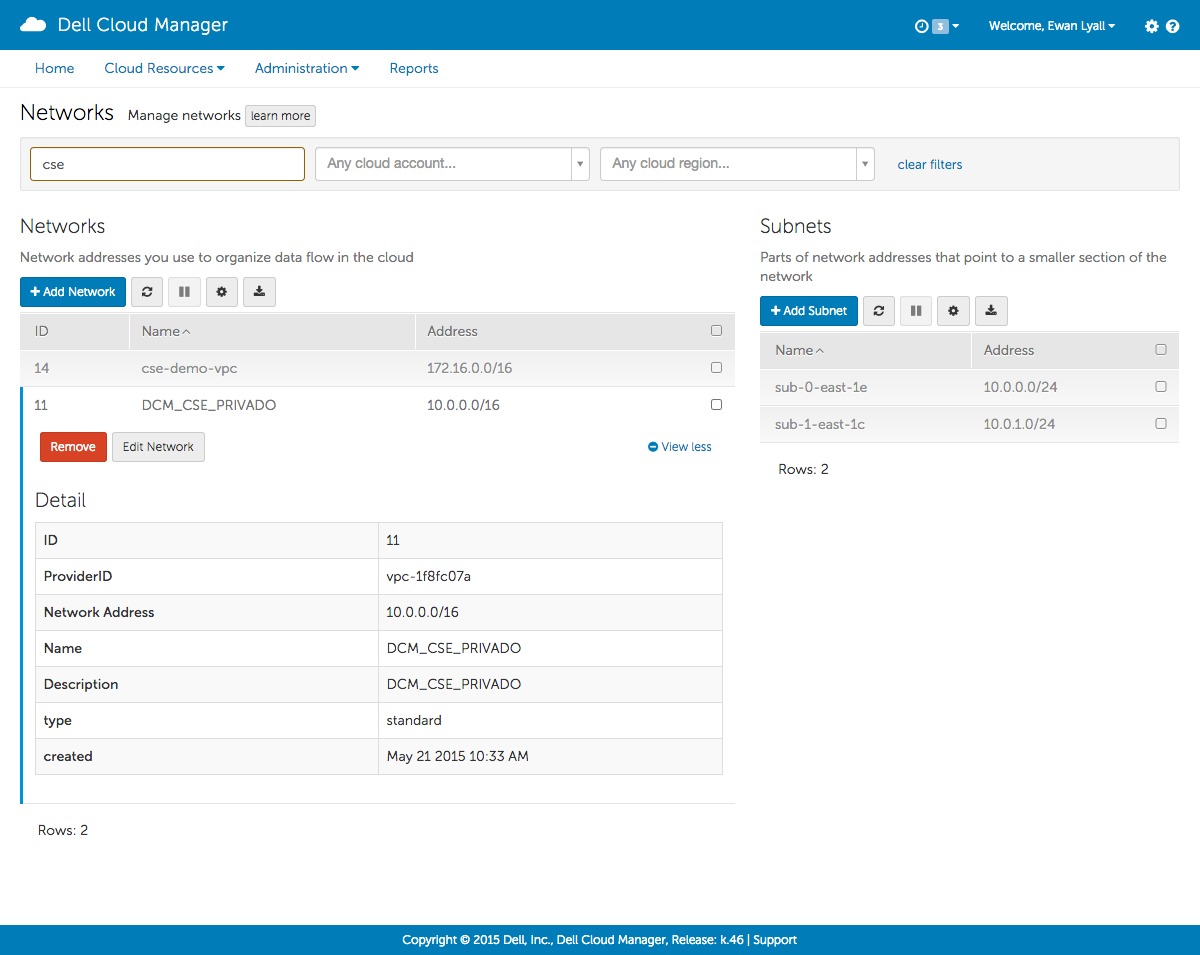 Dell Cloud Manager
3
Welcome, Ewan Lyall
Home Cloud Resources Administration Reports
Networks Manage networks learn more
cse Any cloud account... Any cloud region... clear filters
Networks
Network addresses you use to organize data flow in the cloud
+ Add Network
ID Name Address
14 cse-demo-vpc 172.16.0.0/16
11 DCM_CSE_PRIVADO 10.0.0.0/16
Remove Edit Network View less
Detail
ID 11
ProviderID vpc-1f8fc07a
Network Address 10.0.0.0/16
Name DCM_CSE_PRIVADO
Description DCM_CSE_PRIVADO
type standard
created May 21 2015 10:33 AM
Rows: 2
Subnets
Parts of network addresses that point to a smaller section of the
network
+ Add Subnet
Name Address
sub-0-east-1e 10.0.0.0/24
sub-1-east-1c 10.0.1.0/24
Rows: 2
Copyright © 2015 Dell, Inc., Dell Cloud Manager, Release: k.46 | Support